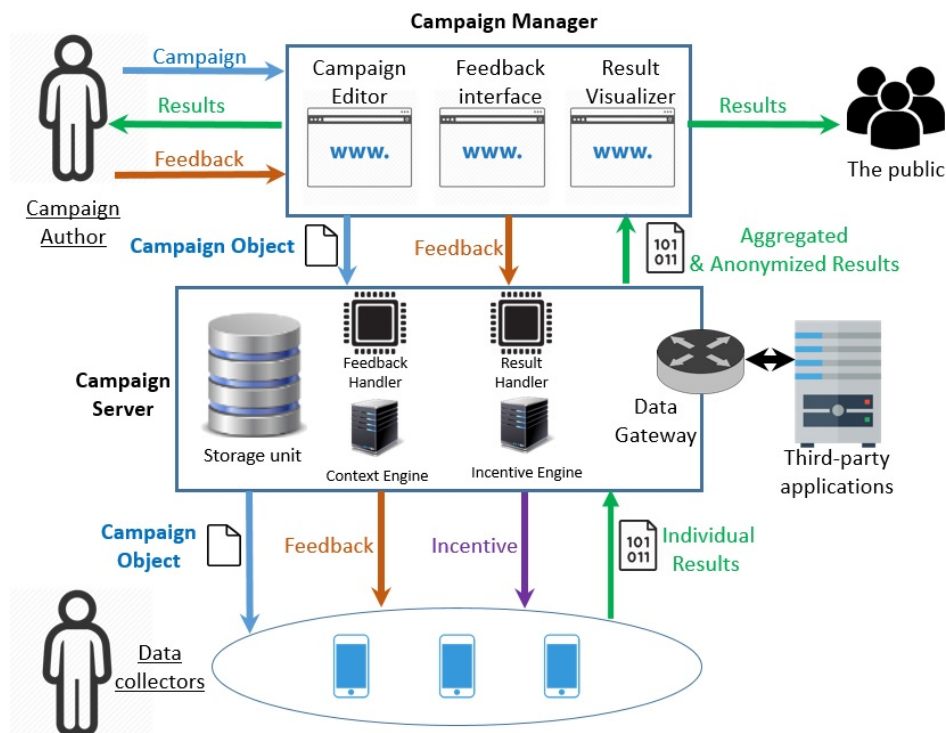 Campaign Manager
Campaign
Results
Feedback
Campaign
Author
Campaign
Editor
www.
Feedback
interface
www.
Result
Visualizer
www.
Results
The public
Campaign Object
Feedback
101
011
Aggregated
& Anonymized Results
Campaign
Server
Storage unit
Feedback
Handler
Context Engine
Result
Handler
Incentive Engine
Data
Gateway
Third-party
applications
Campaign
Object
Feedback
Incentive
101
011
Individual
Results
Data
collectors